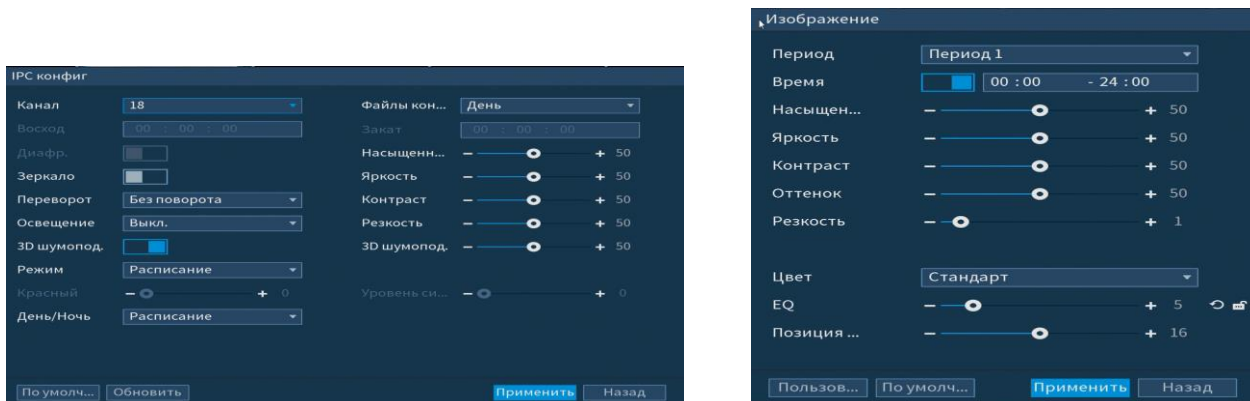 IPC конфиг
Канал 18 Файлы кон... День
Восход 00 : 00 : 00 Закат 00 : 00 : 00
Диафр. Насыщенн... 50
Зеркало Яркость 50
Переворот Без поворота Контраст 50
Освещение Выкл. Резкость 50
3D шумопод. 3D шумопод. 50
Режим Расписание
Красный 0 Уровень си... 0
День/Ночь Расписание
По умолч... Обновить Применить Назад
Изображение
Период Период 1
Время 00 : 00 - 24 : 00
Насыщен... 50
Яркость 50
Контраст 50
Оттенок 50
Резкость 1
Цвет Стандарт
EQ 5
Позиция ... 16
Пользов... По умолч... Применить Назад